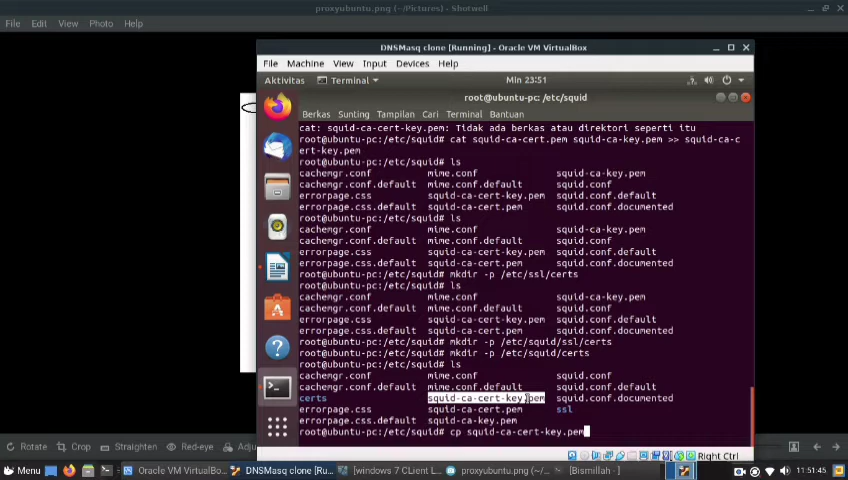 proxyubuntu.png (~/Pictures) - Shotwell
File Edit View Photo Help
DNSMasq clone [Running] - Oracle VM VirtualBox
File Machine View Input Devices Help
Aktivitas Terminal Min 23:51
root@ubuntu-pc: /etc/squid
Berkas Sunting Tampilan Cari Terminal Bantuan
cat: squid-ca-cert-key.pem: Tidak ada berkas atau direktori seperti itu
root@ubuntu-pc:/etc/squid# cat squid-ca-cert.pem squid-ca-key.pem >> squid-ca-c
ert-key.pem
root@ubuntu-pc:/etc/squid# ls
cachemgr.conf mime.conf squid-ca-key.pem
cachemgr.conf.default mime.conf.default squid.conf
errorpage.css squid-ca-cert-key.pem squid.conf.default
errorpage.css.default squid-ca-cert.pem squid.conf.documented
root@ubuntu-pc:/etc/squid# ls
cachemgr.conf mime.conf squid-ca-key.pem
cachemgr.conf.default mime.conf.default squid.conf
errorpage.css squid-ca-cert-key.pem squid.conf.default
errorpage.css.default squid-ca-cert.pem squid.conf.documented
root@ubuntu-pc:/etc/squid# mkdir -p /etc/ssl/certs
root@ubuntu-pc:/etc/squid# ls
cachemgr.conf mime.conf squid-ca-key.pem
cachemgr.conf.default mime.conf.default squid.conf
errorpage.css squid-ca-cert-key.pem squid.conf.default
errorpage.css.default squid-ca-cert.pem squid.conf.documented
root@ubuntu-pc:/etc/squid# mkdir -p /etc/squid/ssl/certs
root@ubuntu-pc:/etc/squid# mkdir -p /etc/squid/certs
root@ubuntu-pc:/etc/squid# ls
cachemgr.conf mime.conf squid.conf
cachemgr.conf.default mime.conf.default squid.conf.default
certs squid-ca-cert-key.pem squid.conf.documented
errorpage.css squid-ca-cert.pem ssl
errorpage.css.default squid-ca-key.pem
root@ubuntu-pc:/etc/squid# cp squid-ca-cert-key.pem
Rotate Crop Straighten Red-eye Adju
Right Ctrl
Menu Oracle VM VirtualBo... DNSMasq clone [Ru... [windows 7 CLient L... proxyubuntu.png (~/... [Bismillah - ] 11:51:45